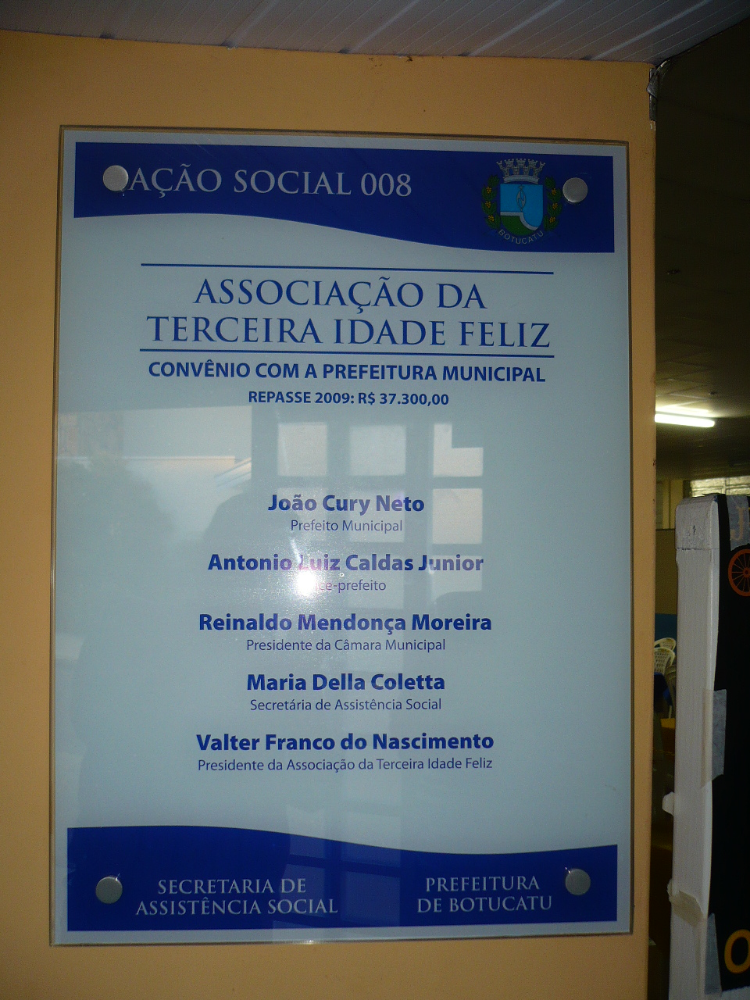 AÇÃO SOCIAL 008
BOTUCATU
ASSOCIAÇÃO DA
TERCEIRA IDADE FELIZ
CONVÊNIO COM A PREFEITURA MUNICIPAL
REPASSE 2009: R$ 37.300,00
João Cury Neto
Prefeito Municipal
Antonio Luiz Caldas Junior
Vice-prefeito
Reinaldo Mendonça Moreira
Presidente da Câmara Municipal
Maria Della Coletta
Secretária de Assistência Social
Valter Franco do Nascimento
Presidente da Associação da Terceira Idade Feliz
SECRETARIA DE
ASSISTÊNCIA SOCIAL
PREFEITURA
DE BOTUCATU